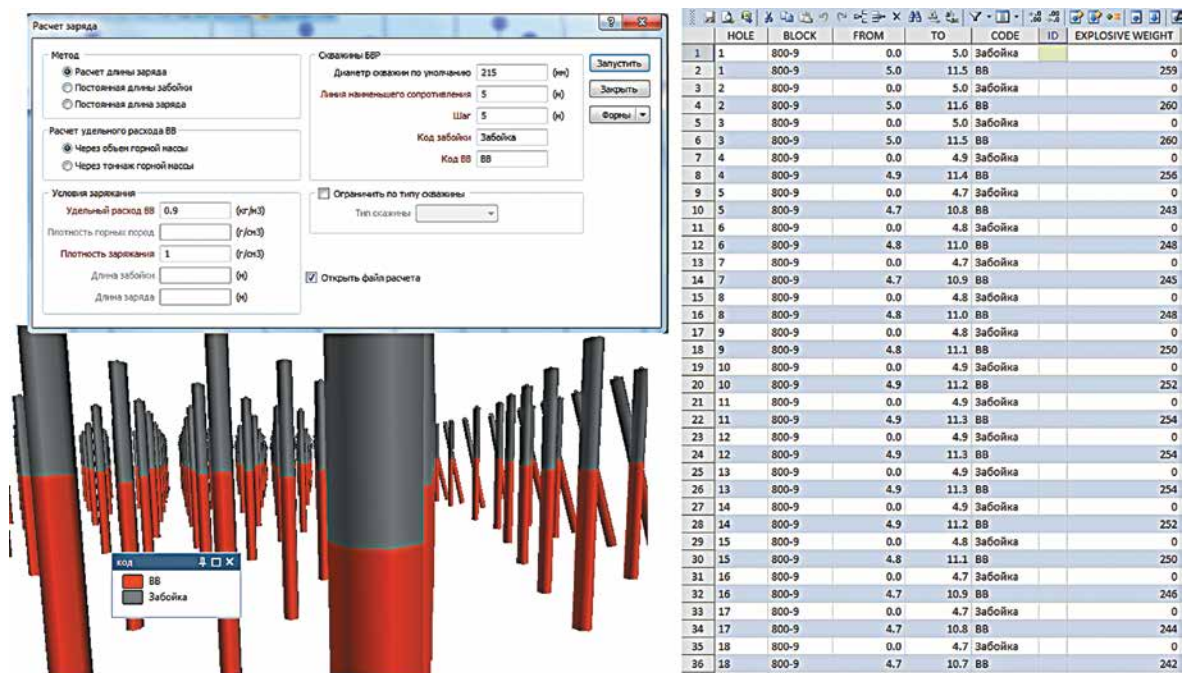 Расчет заряда
Метод
Расчет длины заряда
Постоянная длины забойки
Постоянная длина заряда
Расчет удельного расхода ВВ
Через объем горной массы
Через тоннаж горной массы
Условия заряжания
Удельный расход ВВ 0.9 (кг/м3)
Плотность горных пород (г/см3)
Плотность заряжания 1 (г/см3)
Длина забойки (м)
Длина заряда (м)
Скважины БВР
Диаметр скважин по умолчанию 215 (мм)
Линия наименьшего сопротивления 5 (м)
Шаг 5 (м)
Код забойки Забойка
Код ВВ ВВ
Ограничить по типу скважины
Тип скажины
Открыть файл расчета
Запустить
Закрыть
Формы
код
ВВ
Забойка
HOLE BLOCK FROM TO CODE ID EXPLOSIVE WEIGHT
1 1 800-9 0.0 5.0 Забойка 0
2 1 800-9 5.0 11.5 ВВ 259
3 2 800-9 0.0 5.0 Забойка 0
4 2 800-9 5.0 11.6 ВВ 260
5 3 800-9 0.0 5.0 Забойка 0
6 3 800-9 5.0 11.5 ВВ 260
7 4 800-9 0.0 4.9 Забойка 0
8 4 800-9 4.9 11.4 ВВ 256
9 5 800-9 0.0 4.7 Забойка 0
10 5 800-9 4.7 10.8 ВВ 243
11 6 800-9 0.0 4.8 Забойка 0
12 6 800-9 4.8 11.0 ВВ 248
13 7 800-9 0.0 4.7 Забойка 0
14 7 800-9 4.7 10.9 ВВ 245
15 8 800-9 0.0 4.8 Забойка 0
16 8 800-9 4.8 11.0 ВВ 248
17 9 800-9 0.0 4.8 Забойка 0
18 9 800-9 4.8 11.1 ВВ 250
19 10 800-9 0.0 4.9 Забойка 0
20 10 800-9 4.9 11.2 ВВ 252
21 11 800-9 0.0 4.9 Забойка 0
22 11 800-9 4.9 11.3 ВВ 254
23 12 800-9 0.0 4.9 Забойка 0
24 12 800-9 4.9 11.3 ВВ 254
25 13 800-9 0.0 4.9 Забойка 0
26 13 800-9 4.9 11.3 ВВ 254
27 14 800-9 0.0 4.9 Забойка 0
28 14 800-9 4.9 11.2 ВВ 252
29 15 800-9 0.0 4.8 Забойка 0
30 15 800-9 4.8 11.1 ВВ 250
31 16 800-9 0.0 4.7 Забойка 0
32 16 800-9 4.7 10.9 ВВ 246
33 17 800-9 0.0 4.7 Забойка 0
34 17 800-9 4.7 10.8 ВВ 244
35 18 800-9 0.0 4.7 Забойка 0
36 18 800-9 4.7 10.7 ВВ 242